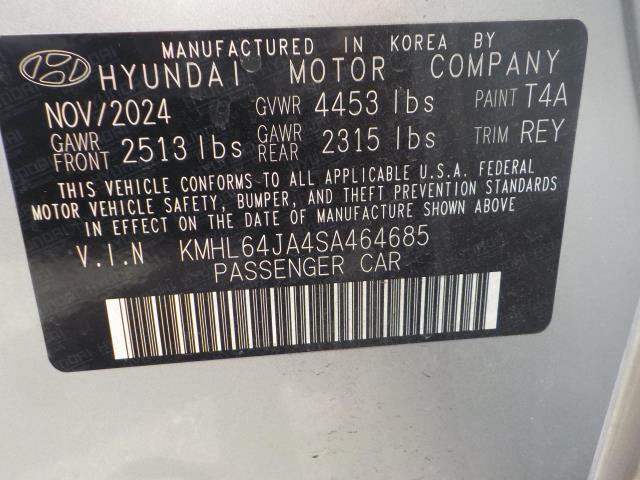 MANUFACTURED IN KOREA BY
HYUNDAI MOTOR COMPANY
NOV/2024 GVWR 4453 lbs PAINT T4A
GAWR FRONT 2513 lbs GAWR REAR 2315 lbs TRIM REY
THIS VEHICLE CONFORMS TO ALL APPLICABLE U.S.A. FEDERAL
MOTOR VEHICLE SAFETY, BUMPER, AND THEFT PREVENTION STANDARDS
IN EFFECT ON THE DATE OF MANUFACTURE SHOWN ABOVE.
V.I.N KMHL64JA4SA464685
PASSENGER CAR